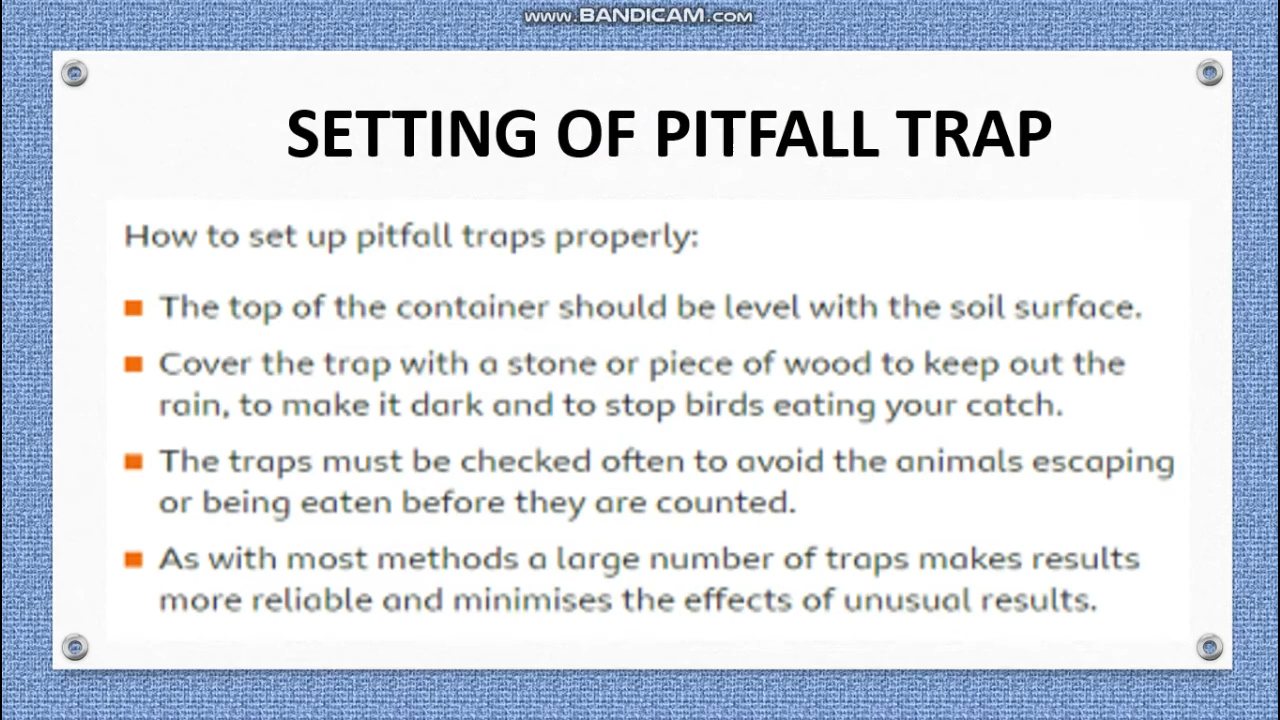 www.BANDICAM.com
SETTING OF PITFALL TRAP
How to set up pitfall traps properly:
The top of the container should be level with the soil surface.
Cover the trap with a stone or piece of wood to keep out the
rain, to make it dark and to stop birds eating your catch.
The traps must be checked often to avoid the animals escaping
or being eaten before they are counted.
As with most methods a large number of traps makes results
more reliable and minimises the effects of unusual results.